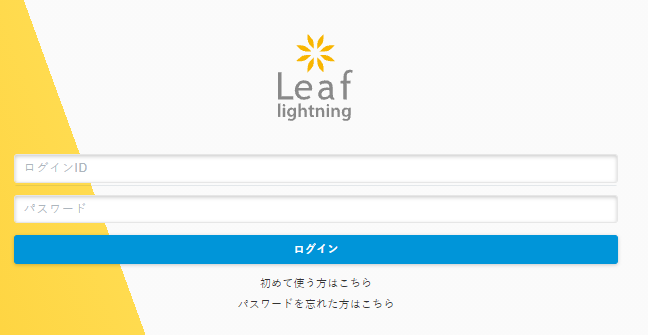 Leaf
lightning
ログインID
パスワード
ログイン
初めて使う方はこちら
パスワードを忘れた方はこちら